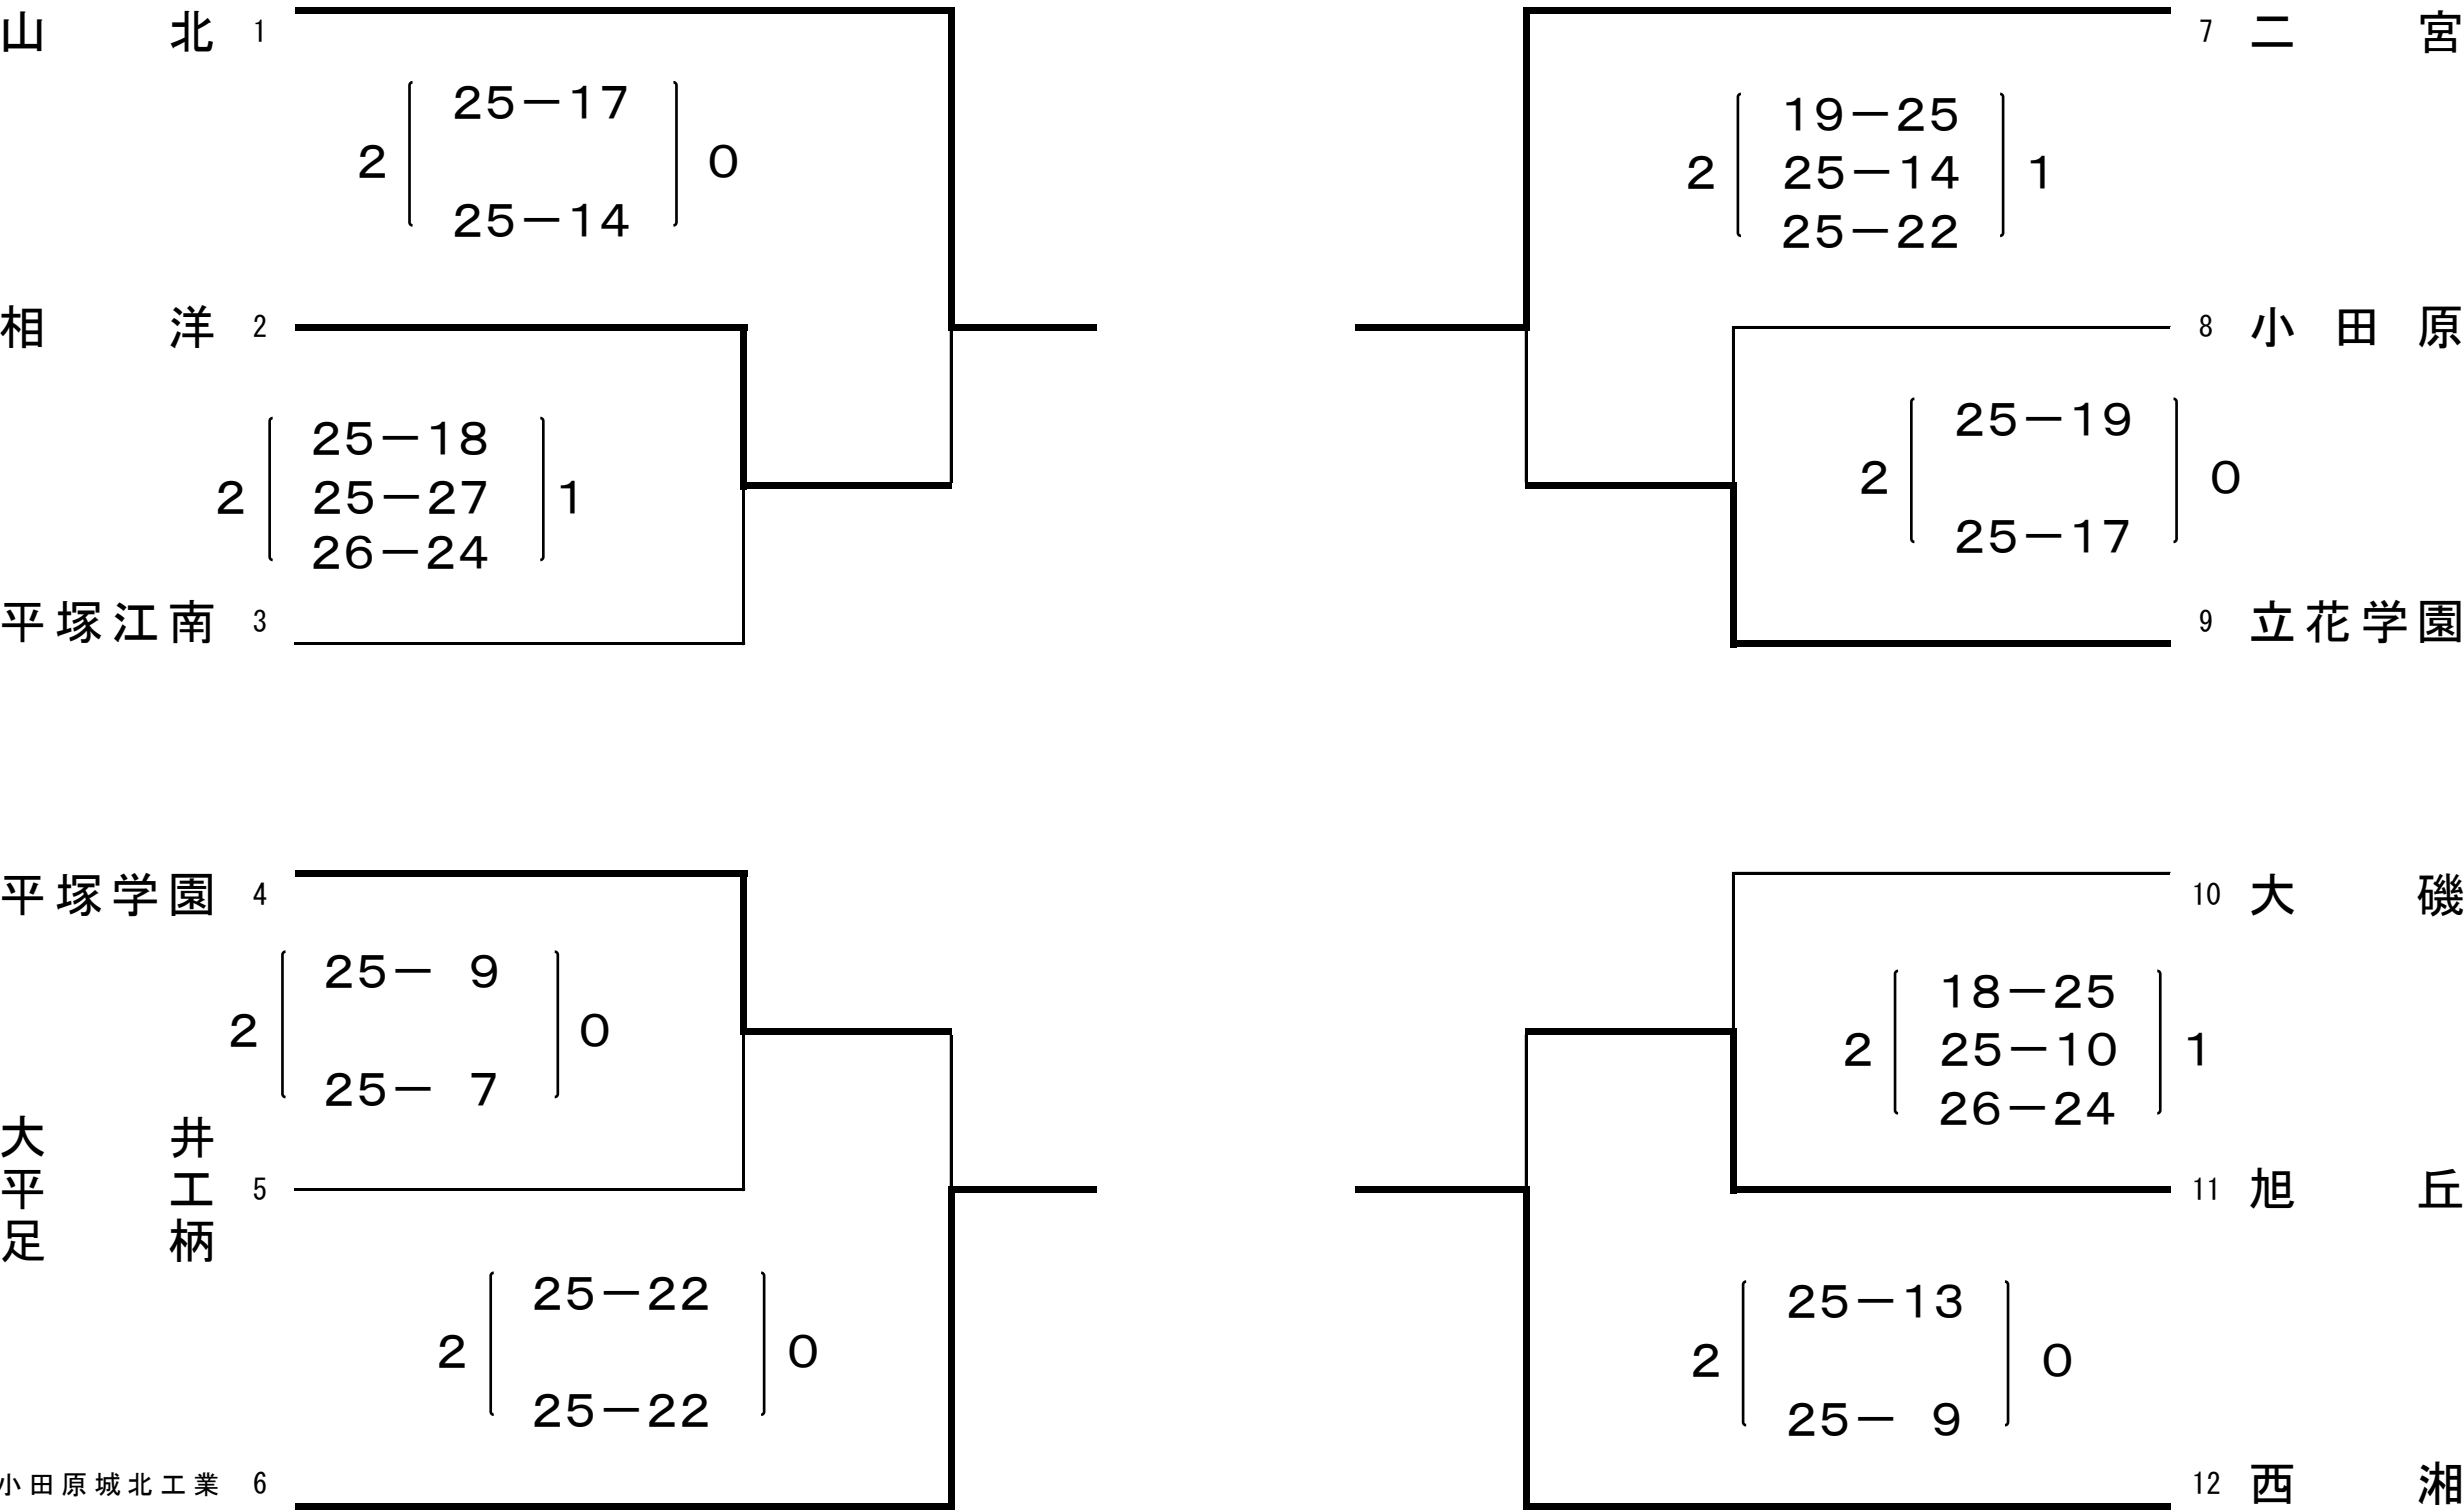 山北 1
25－17
2 0
25－14
相洋 2
25－18
2 25－27 1
26－24
平塚江南 3
平塚学園 4
25－ 9
2 0
25－ 7
大井
平工 5
足柄
25－22
2 0
25－22
小田原城北工業 6
7 二宮
19－25
2 25－14 1
25－22
8 小田原
25－19
2 0
25－17
9 立花学園
10 大磯
18－25
2 25－10 1
26－24
11 旭丘
25－13
2 0
25－ 9
12 西湘